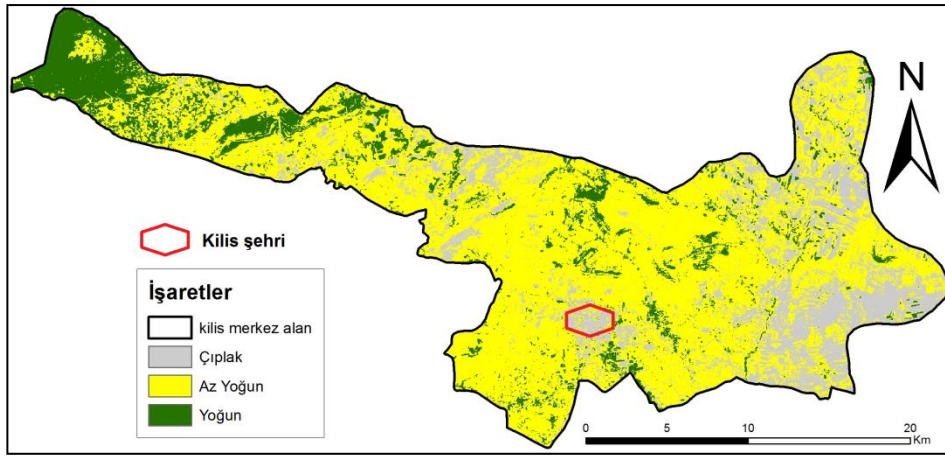 N
Kilis şehri
İşaretler
kilis merkez alan
Çıplak
Az Yoğun
Yoğun
0 5 10 20
Km